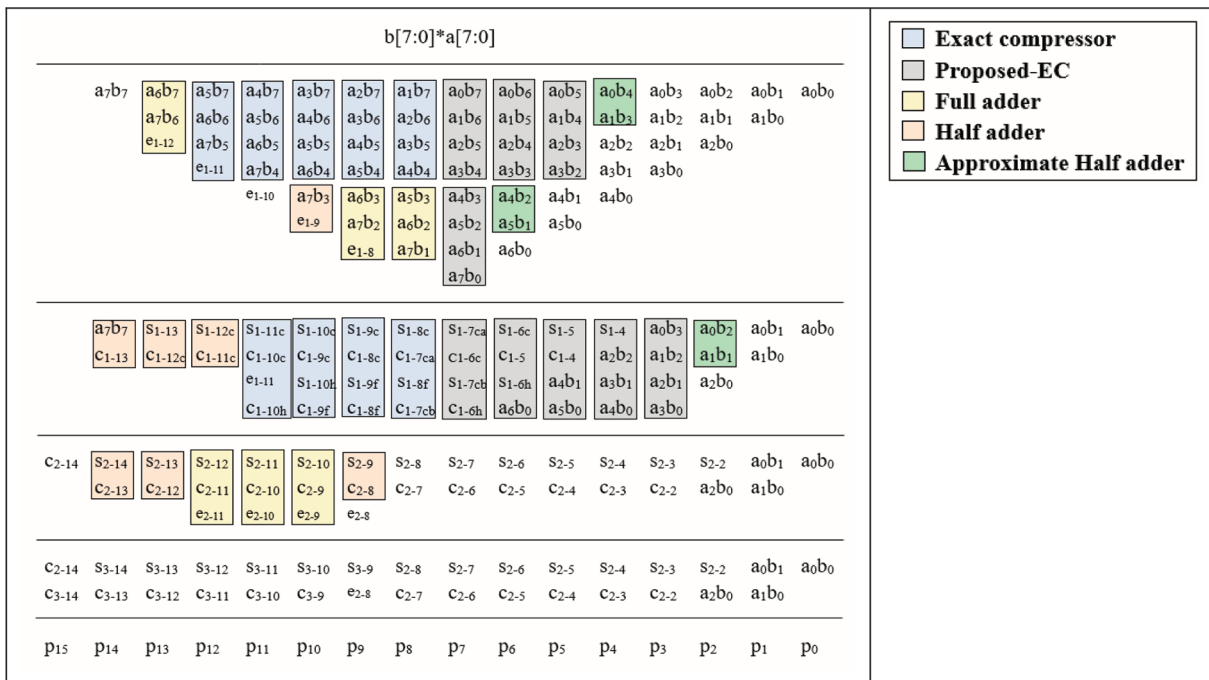 b[7:0]*a[7:0]
a₇b₇ a₆b₇ a₅b₇ a₄b₇ a₃b₇ a₂b₇ a₁b₇ a₀b₇ a₀b₆ a₀b₅ a₀b₄ a₀b₃ a₀b₂ a₀b₁ a₀b₀
a₇b₆ a₆b₆ a₅b₆ a₄b₆ a₃b₆ a₂b₆ a₁b₆ a₁b₅ a₁b₄ a₁b₃ a₁b₂ a₁b₁ a₁b₀
e1-12 a₇b₅ a₆b₅ a₅b₅ a₄b₅ a₃b₅ a₂b₅ a₂b₄ a₂b₃ a₂b₂ a₂b₁ a₂b₀
e1-11 a₇b₄ a₆b₄ a₅b₄ a₄b₄ a₃b₄ a₃b₃ a₃b₂ a₃b₁ a₃b₀
e1-10 a₇b₃ a₆b₃ a₅b₃ a₄b₃ a₄b₂ a₄b₁ a₄b₀
e1-9 a₇b₂ a₆b₂ a₅b₂ a₅b₁ a₅b₀
e1-8 a₇b₁ a₆b₁ a₆b₀
a₇b₀
a₇b₇ s1-13 s1-12c s1-11c s1-10c s1-9c s1-8c s1-7ca s1-6c s1-5 s1-4 a₀b₃ a₀b₂ a₀b₁ a₀b₀
c1-13 c1-12c c1-11c c1-10c c1-9c c1-8c c1-7ca c1-6c c1-5 c1-4 a₂b₂ a₁b₂ a₁b₁ a₁b₀
e1-11 s1-10h s1-9f s1-8f s1-7cb s1-6h a₄b₁ a₃b₁ a₂b₁ a₂b₀
c1-10h c1-9f c1-8f c1-7cb c1-6h a₆b₀ a₅b₀ a₄b₀ a₃b₀
c2-14 s2-14 s2-13 s2-12 s2-11 s2-10 s2-9 s2-8 s2-7 s2-6 s2-5 s2-4 s2-3 s2-2 a₀b₁ a₀b₀
c2-13 c2-12 c2-11 c2-10 c2-9 c2-8 c2-7 c2-6 c2-5 c2-4 c2-3 c2-2 a₂b₀ a₁b₀
e2-11 e2-10 e2-9 e2-8
c2-14 s3-14 s3-13 s3-12 s3-11 s3-10 s3-9 s2-8 s2-7 s2-6 s2-5 s2-4 s2-3 s2-2 a₀b₁ a₀b₀
c3-14 c3-13 c3-12 c3-11 c3-10 c3-9 e2-8 c2-7 c2-6 c2-5 c2-4 c2-3 c2-2 a₂b₀ a₁b₀
p₁₅ p₁₄ p₁₃ p₁₂ p₁₁ p₁₀ p₉ p₈ p₇ p₆ p₅ p₄ p₃ p₂ p₁ p₀
Exact compressor
Proposed-EC
Full adder
Half adder
Approximate Half adder